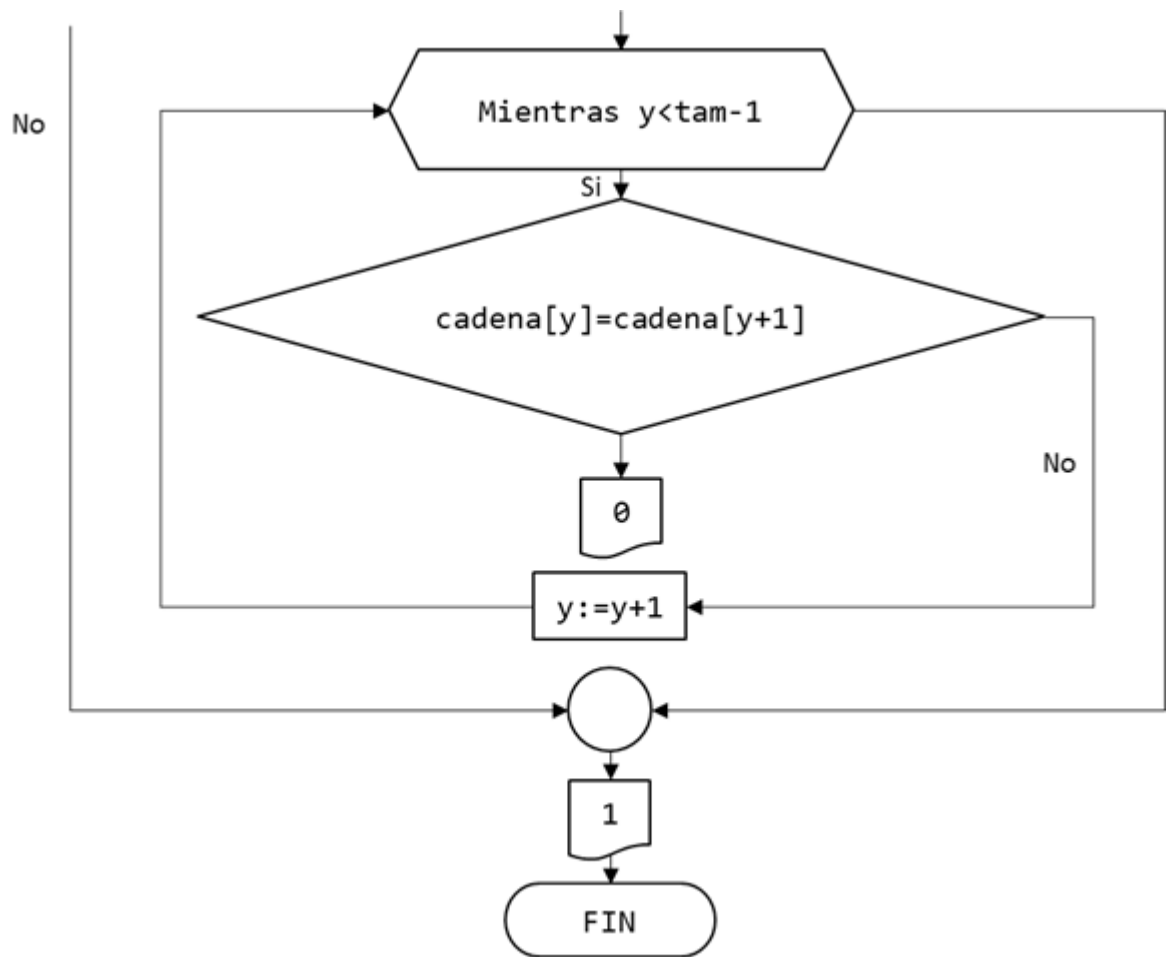 No
Mientras y<tam-1
Si
cadena[y]=cadena[y+1]
No
0
y:=y+1
1
FIN